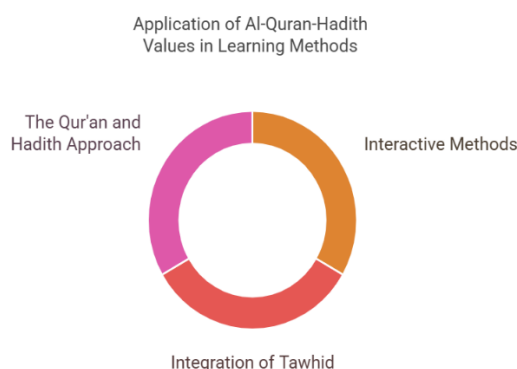 Application of Al-Quran-Hadith
Values in Learning Methods
The Qur'an and
Hadith Approach
Interactive Methods
Integration of Tawhid